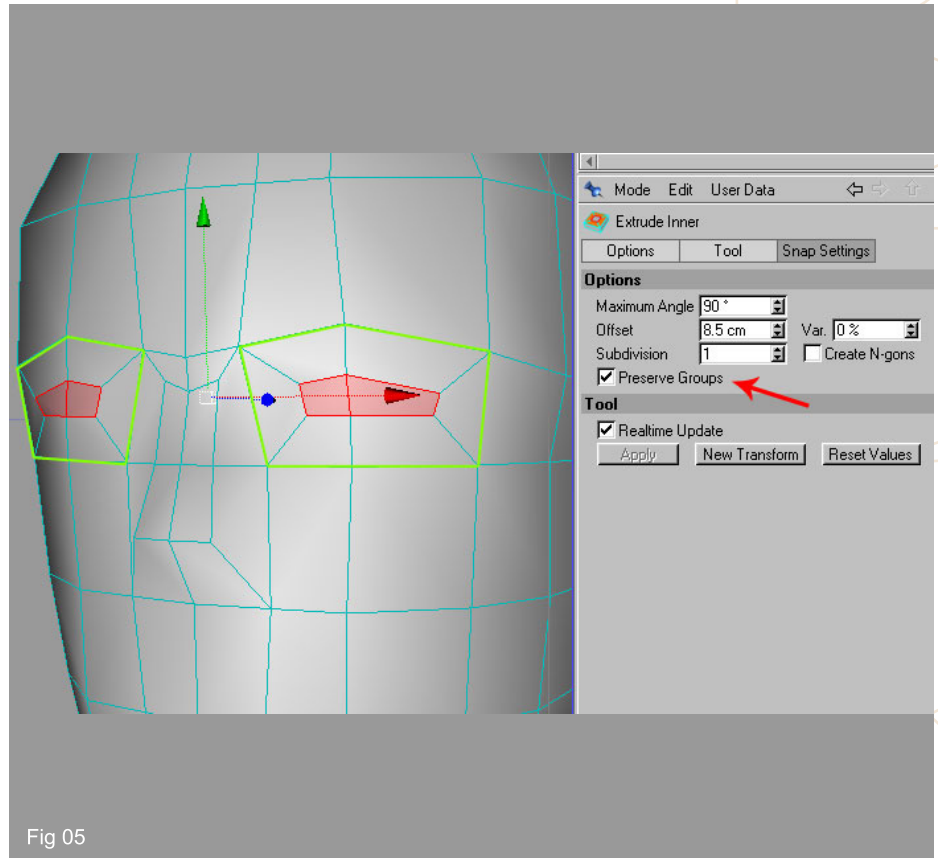 Mode Edit User Data
Extrude Inner
Options Tool Snap Settings
Options
Maximum Angle 90 °
Offset 8.5 cm Var. 0 %
Subdivision 1 Create N-gons
Preserve Groups
Tool
Realtime Update
Apply New Transform Reset Values
Fig 05